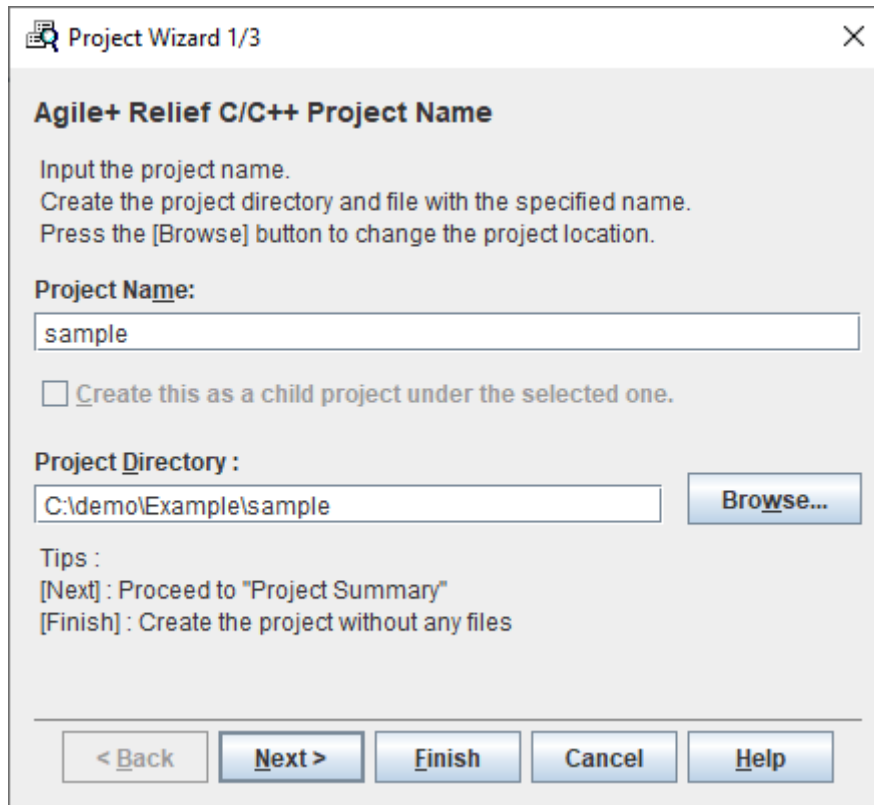 Project Wizard 1/3
Agile+ Relief C/C++ Project Name
Input the project name.
Create the project directory and file with the specified name.
Press the [Browse] button to change the project location.
Project Name:
sample
Create this as a child project under the selected one.
Project Directory :
C:\demo\Example\sample
Browse...
Tips :
[Next] : Proceed to "Project Summary"
[Finish] : Create the project without any files
< Back Next > Finish Cancel Help